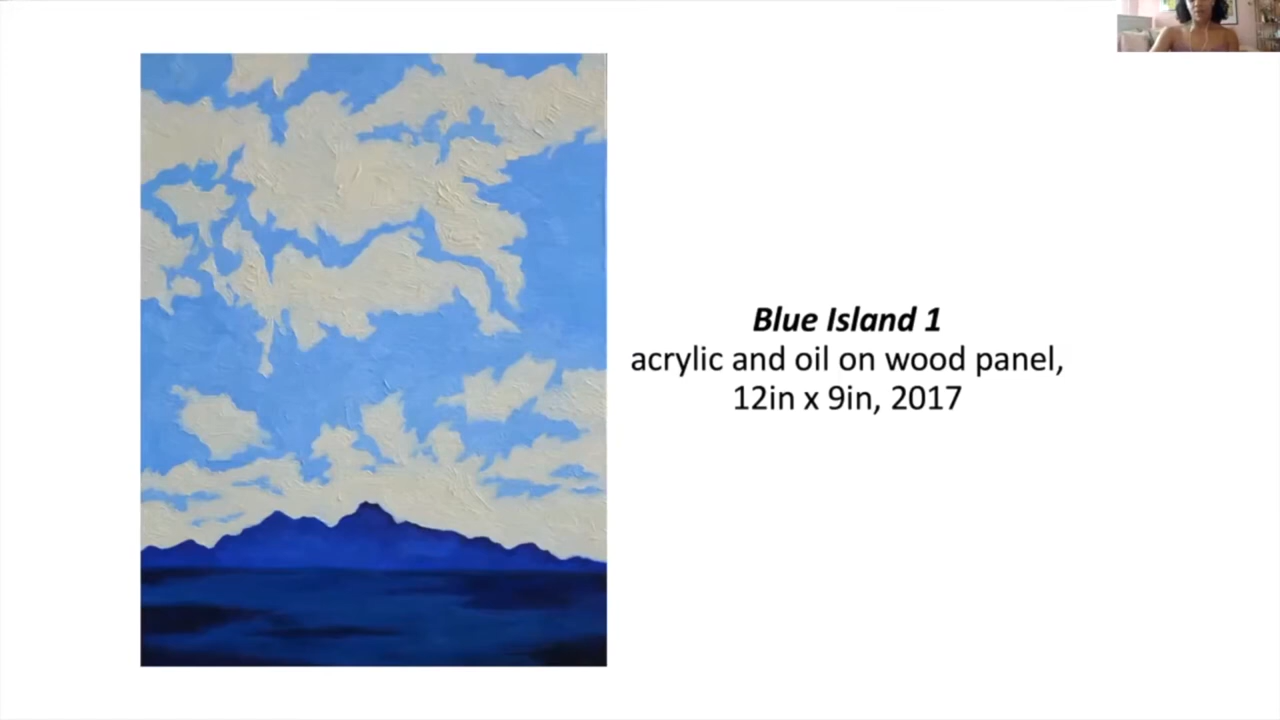 Blue Island 1
acrylic and oil on wood panel,
12in x 9in, 2017